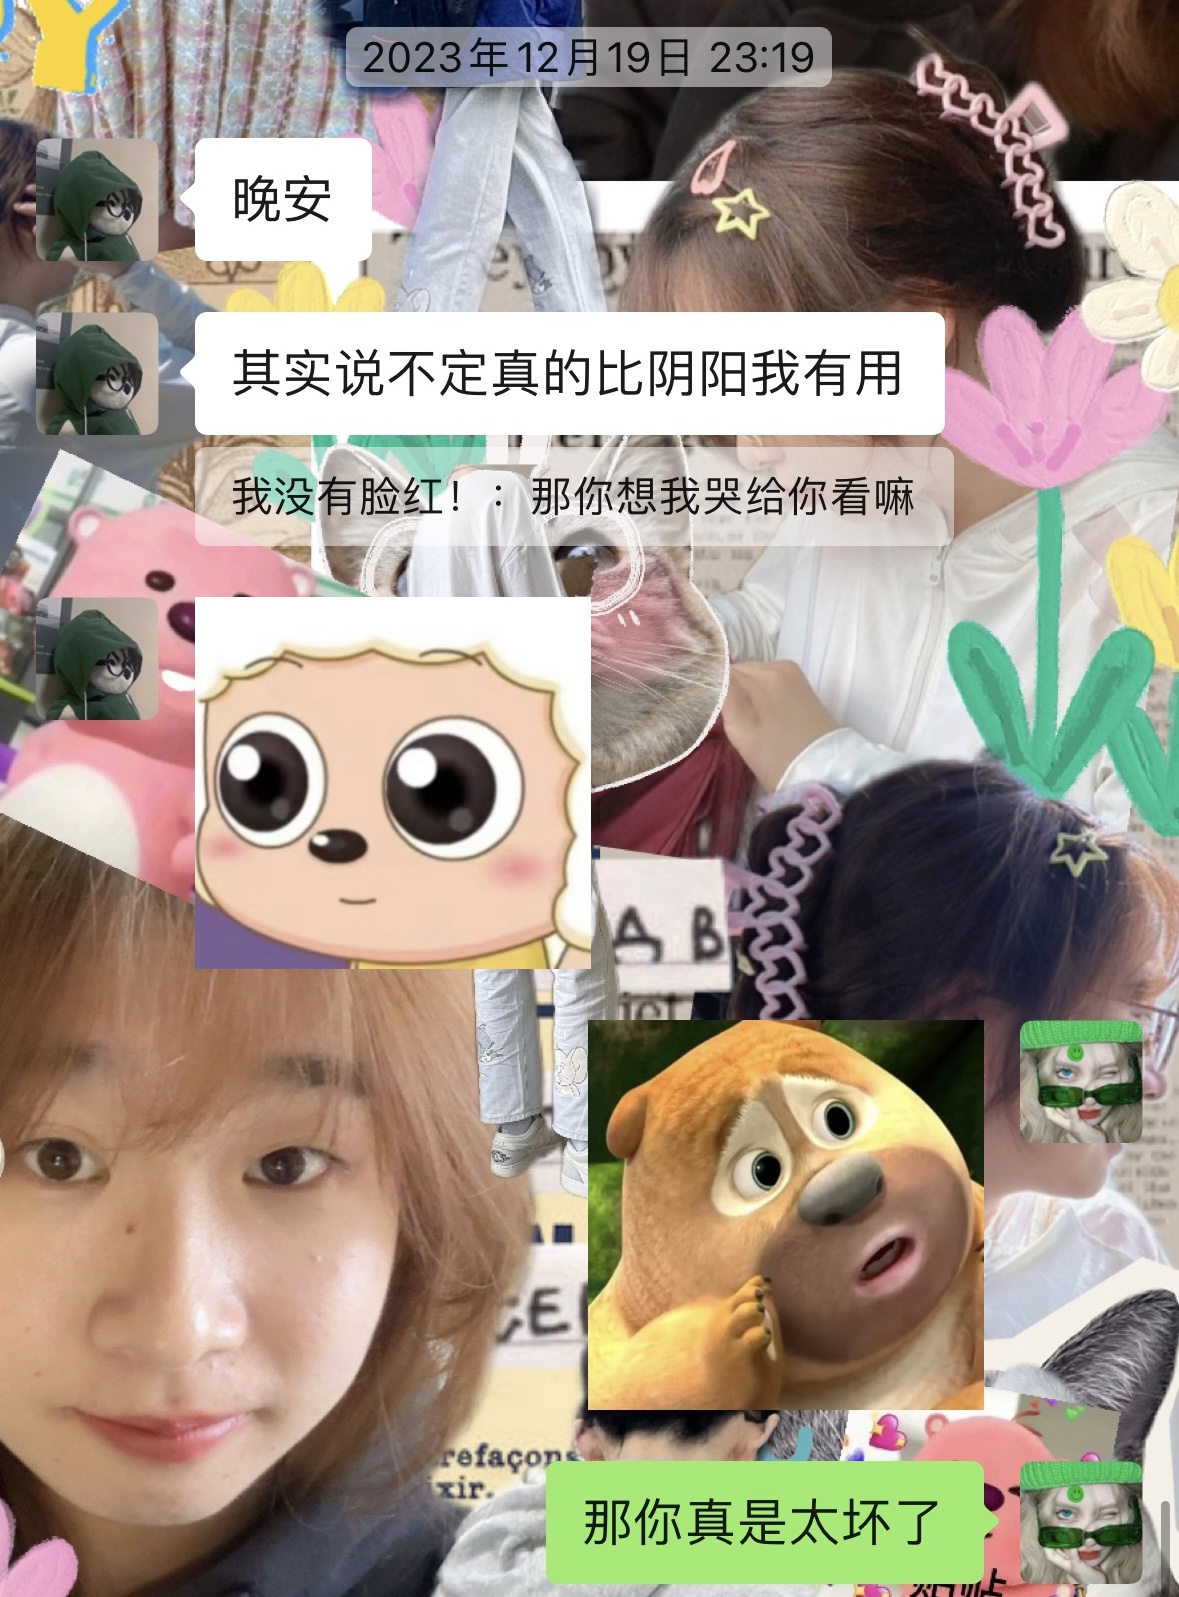 2023年12月19日 23:19
晚安
其实说不定真的比阴阳我有用
我没有脸红！：那你想我哭给你看嘛
Д В
refaçons
ixir.
那你真是太坏了